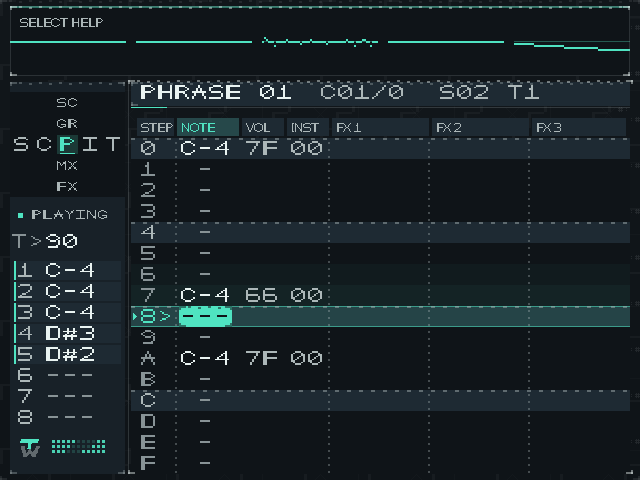 SELECT HELP
PHRASE 01 C01/0 S02 T1
SC
GR
S C P I T
MX
FX
PLAYING
T>90
1 C-4
2 C-4
3 C-4
4 D#3
5 D#2
6 ---
7 ---
8 ---
TW
STEP NOTE VOL INST FX1 FX2 FX3
0 C-4 7F 00
1 -
2 -
3 -
4 -
5 -
6 -
7 C-4 66 00
8> ---
9 -
A C-4 7F 00
B -
C -
D -
E -
F -